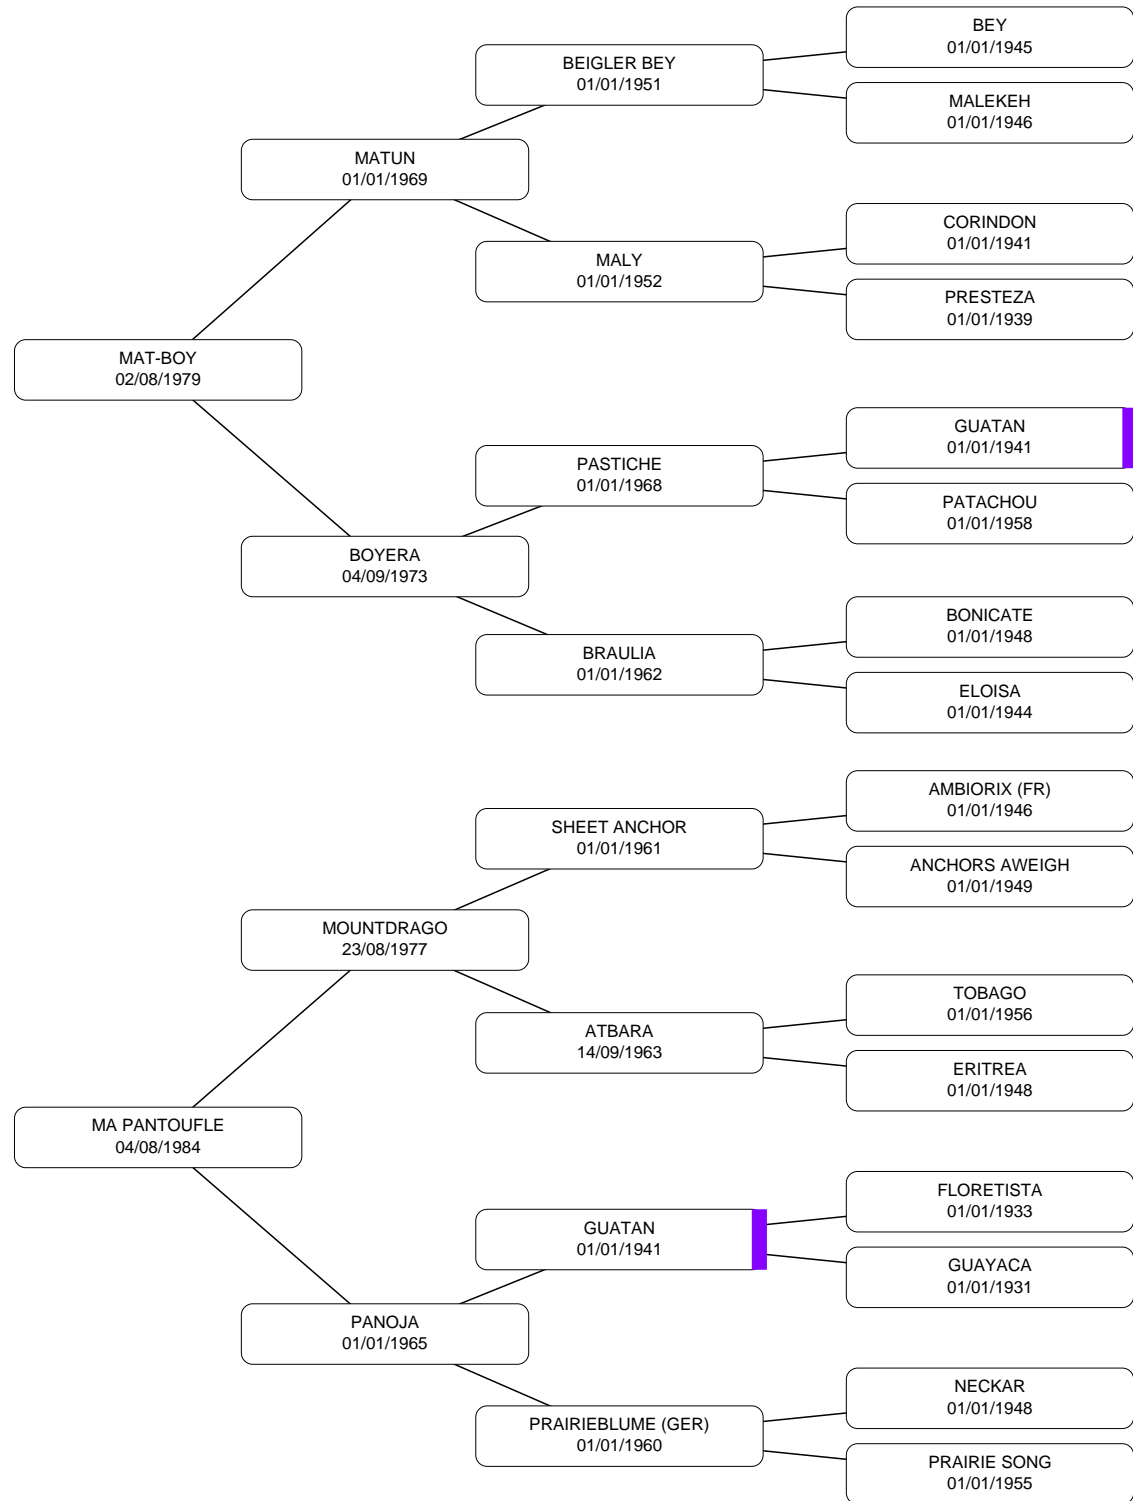 BEY
01/01/1945
BEIGLER BEY
01/01/1951
MALEKEH
01/01/1946
MATUN
01/01/1969
CORINDON
01/01/1941
MALY
01/01/1952
PRESTEZA
01/01/1939
MAT-BOY
02/08/1979
GUATAN
01/01/1941
PASTICHE
01/01/1968
PATACHOU
01/01/1958
BOYERA
04/09/1973
BONICATE
01/01/1948
BRAULIA
01/01/1962
ELOISA
01/01/1944
AMBIORIX (FR)
01/01/1946
SHEET ANCHOR
01/01/1961
ANCHORS AWEIGH
01/01/1949
MOUNTDRAGO
23/08/1977
TOBAGO
01/01/1956
ATBARA
14/09/1963
ERITREA
01/01/1948
MA PANTOUFLE
04/08/1984
FLORETISTA
01/01/1933
GUATAN
01/01/1941
GUAYACA
01/01/1931
PANOJA
01/01/1965
NECKAR
01/01/1948
PRAIRIEBLUME (GER)
01/01/1960
PRAIRIE SONG
01/01/1955